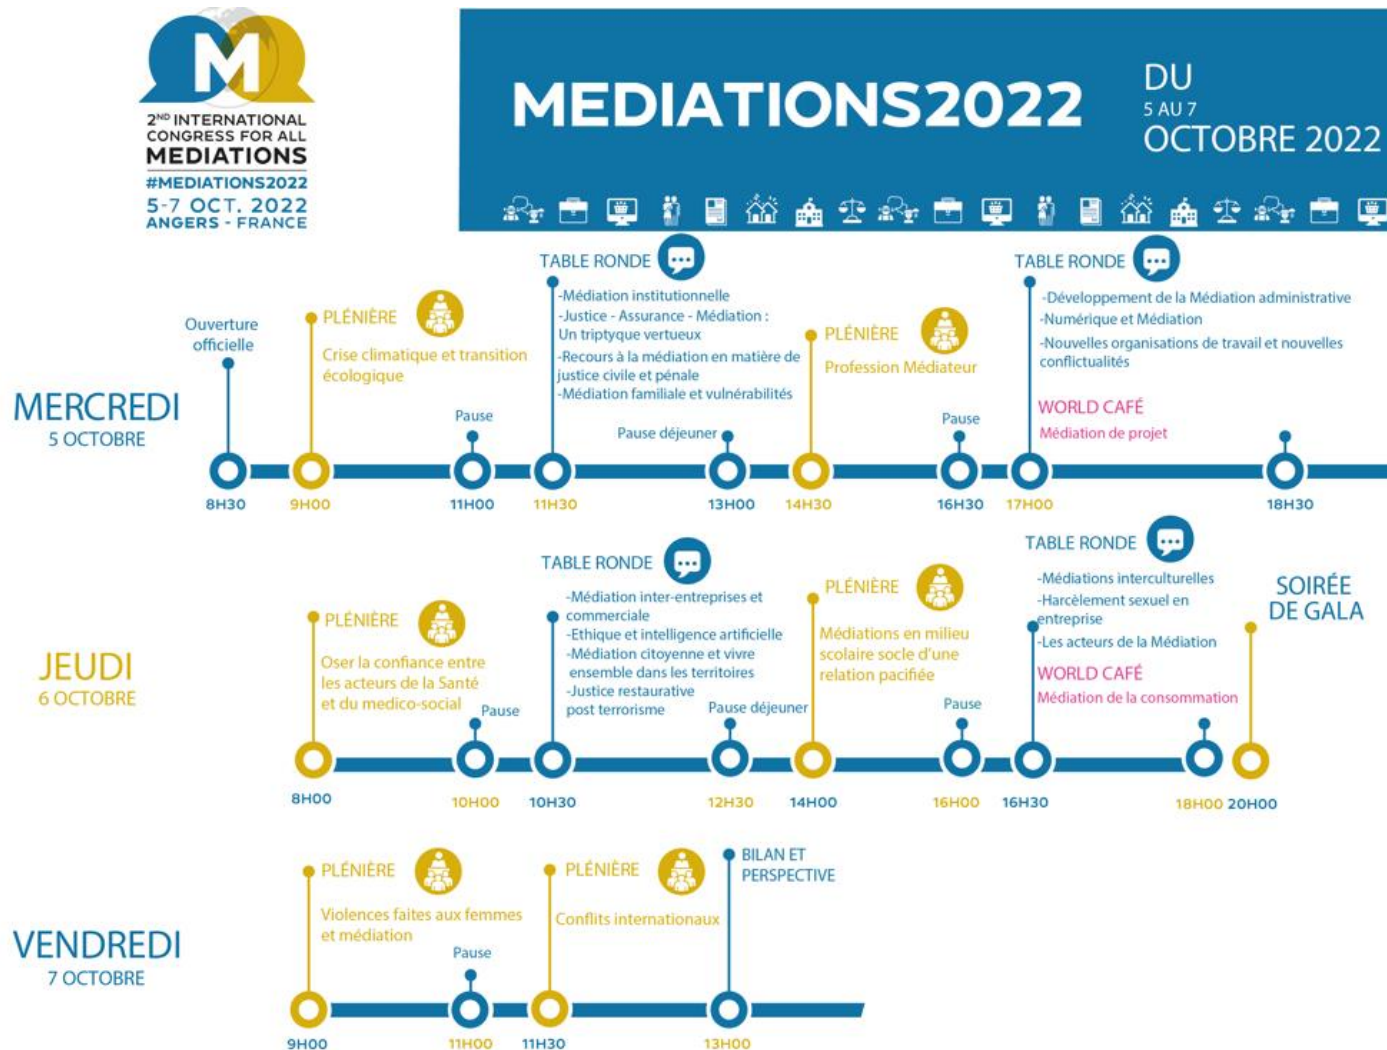 M
2ND INTERNATIONAL
CONGRESS FOR ALL
MEDIATIONS
#MEDIATIONS2022
5-7 OCT. 2022
ANGERS - FRANCE
MEDIATIONS2022
DU
5 AU 7
OCTOBRE 2022
MERCREDI
5 OCTOBRE
Ouverture
officielle
8H30
PLÉNIÈRE
Crise climatique et transition
écologique
9H00
Pause
11H00
TABLE RONDE
-Médiation institutionnelle
-Justice - Assurance - Médiation :
Un triptyque vertueux
-Recours à la médiation en matière de
justice civile et pénale
-Médiation familiale et vulnérabilités
11H30
Pause déjeuner
13H00
PLÉNIÈRE
Profession Médiateur
14H30
Pause
16H30
TABLE RONDE
-Développement de la Médiation administrative
-Numérique et Médiation
-Nouvelles organisations de travail et nouvelles
conflictualités
WORLD CAFÉ
Médiation de projet
17H00
18H30
JEUDI
6 OCTOBRE
PLÉNIÈRE
Oser la confiance entre
les acteurs de la Santé
et du medico-social
8H00
Pause
10H00
TABLE RONDE
-Médiation inter-entreprises et
commerciale
-Ethique et intelligence artificielle
-Médiation citoyenne et vivre
ensemble dans les territoires
-Justice restaurative
post terrorisme
10H30
Pause déjeuner
12H30
PLÉNIÈRE
Médiations en milieu
scolaire socle d'une
relation pacifiée
14H00
Pause
16H00
TABLE RONDE
-Médiations interculturelles
-Harcèlement sexuel en
entreprise
-Les acteurs de la Médiation
WORLD CAFÉ
Médiation de la consommation
16H30
18H00
SOIRÉE
DE GALA
20H00
VENDREDI
7 OCTOBRE
PLÉNIÈRE
Violences faites aux femmes
et médiation
9H00
Pause
11H00
PLÉNIÈRE
Conflits internationaux
11H30
BILAN ET
PERSPECTIVE
13H00